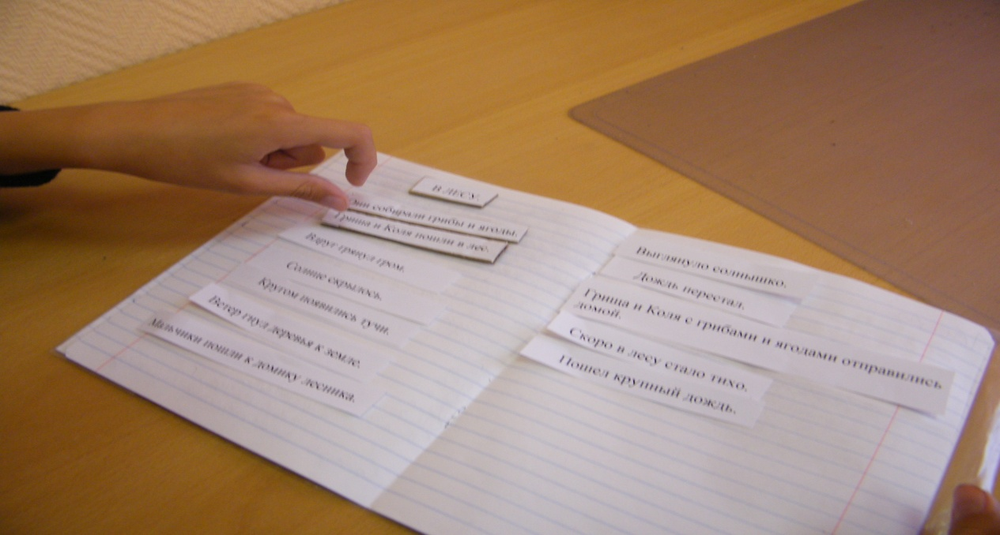 В ЛЕСУ.
Они собирали грибы и ягоды.
Гриша и Коля пошли в лес.
Вдруг грянул гром.
Солнце скрылось.
Кругом появились тучи.
Ветер гнул деревья к земле.
Мальчики пошли к домику лесника.
Выглянуло солнышко.
Дождь перестал.
Гриша и Коля с грибами и ягодами отправились
домой.
Скоро в лесу стало тихо.
Пошел крупный дождь.